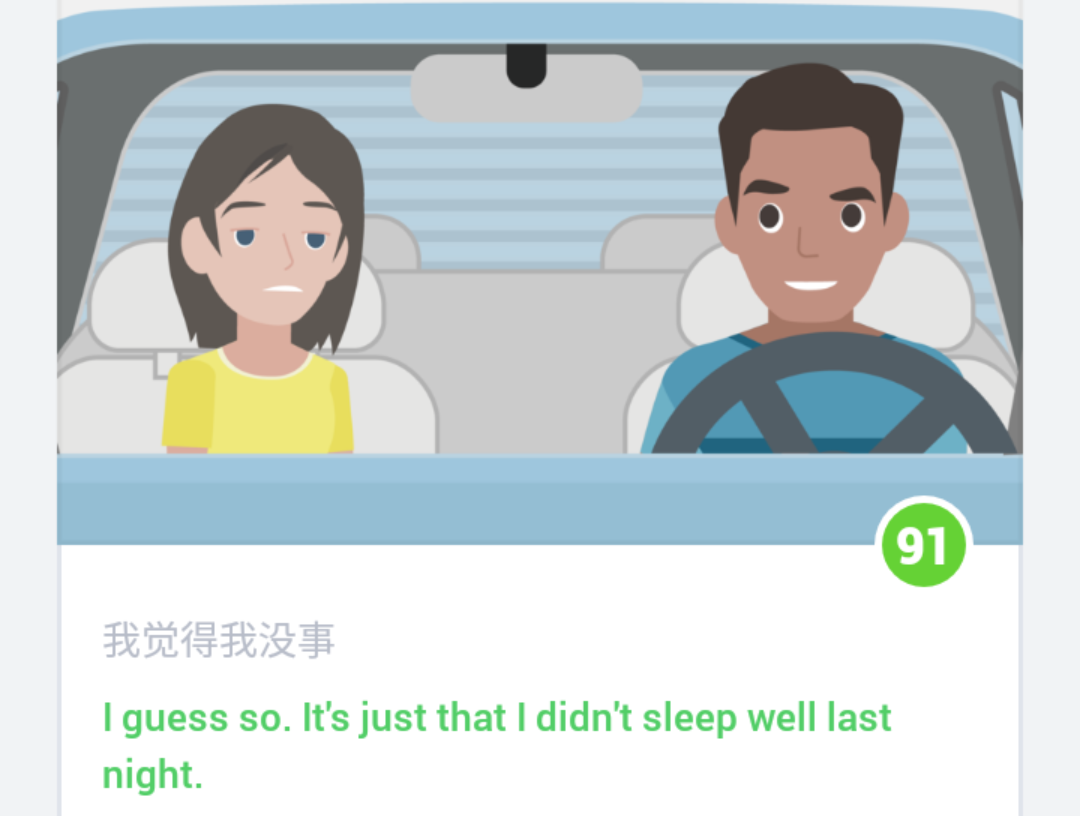 91
我觉得我没事
I guess so. It's just that I didn't sleep well last
night.